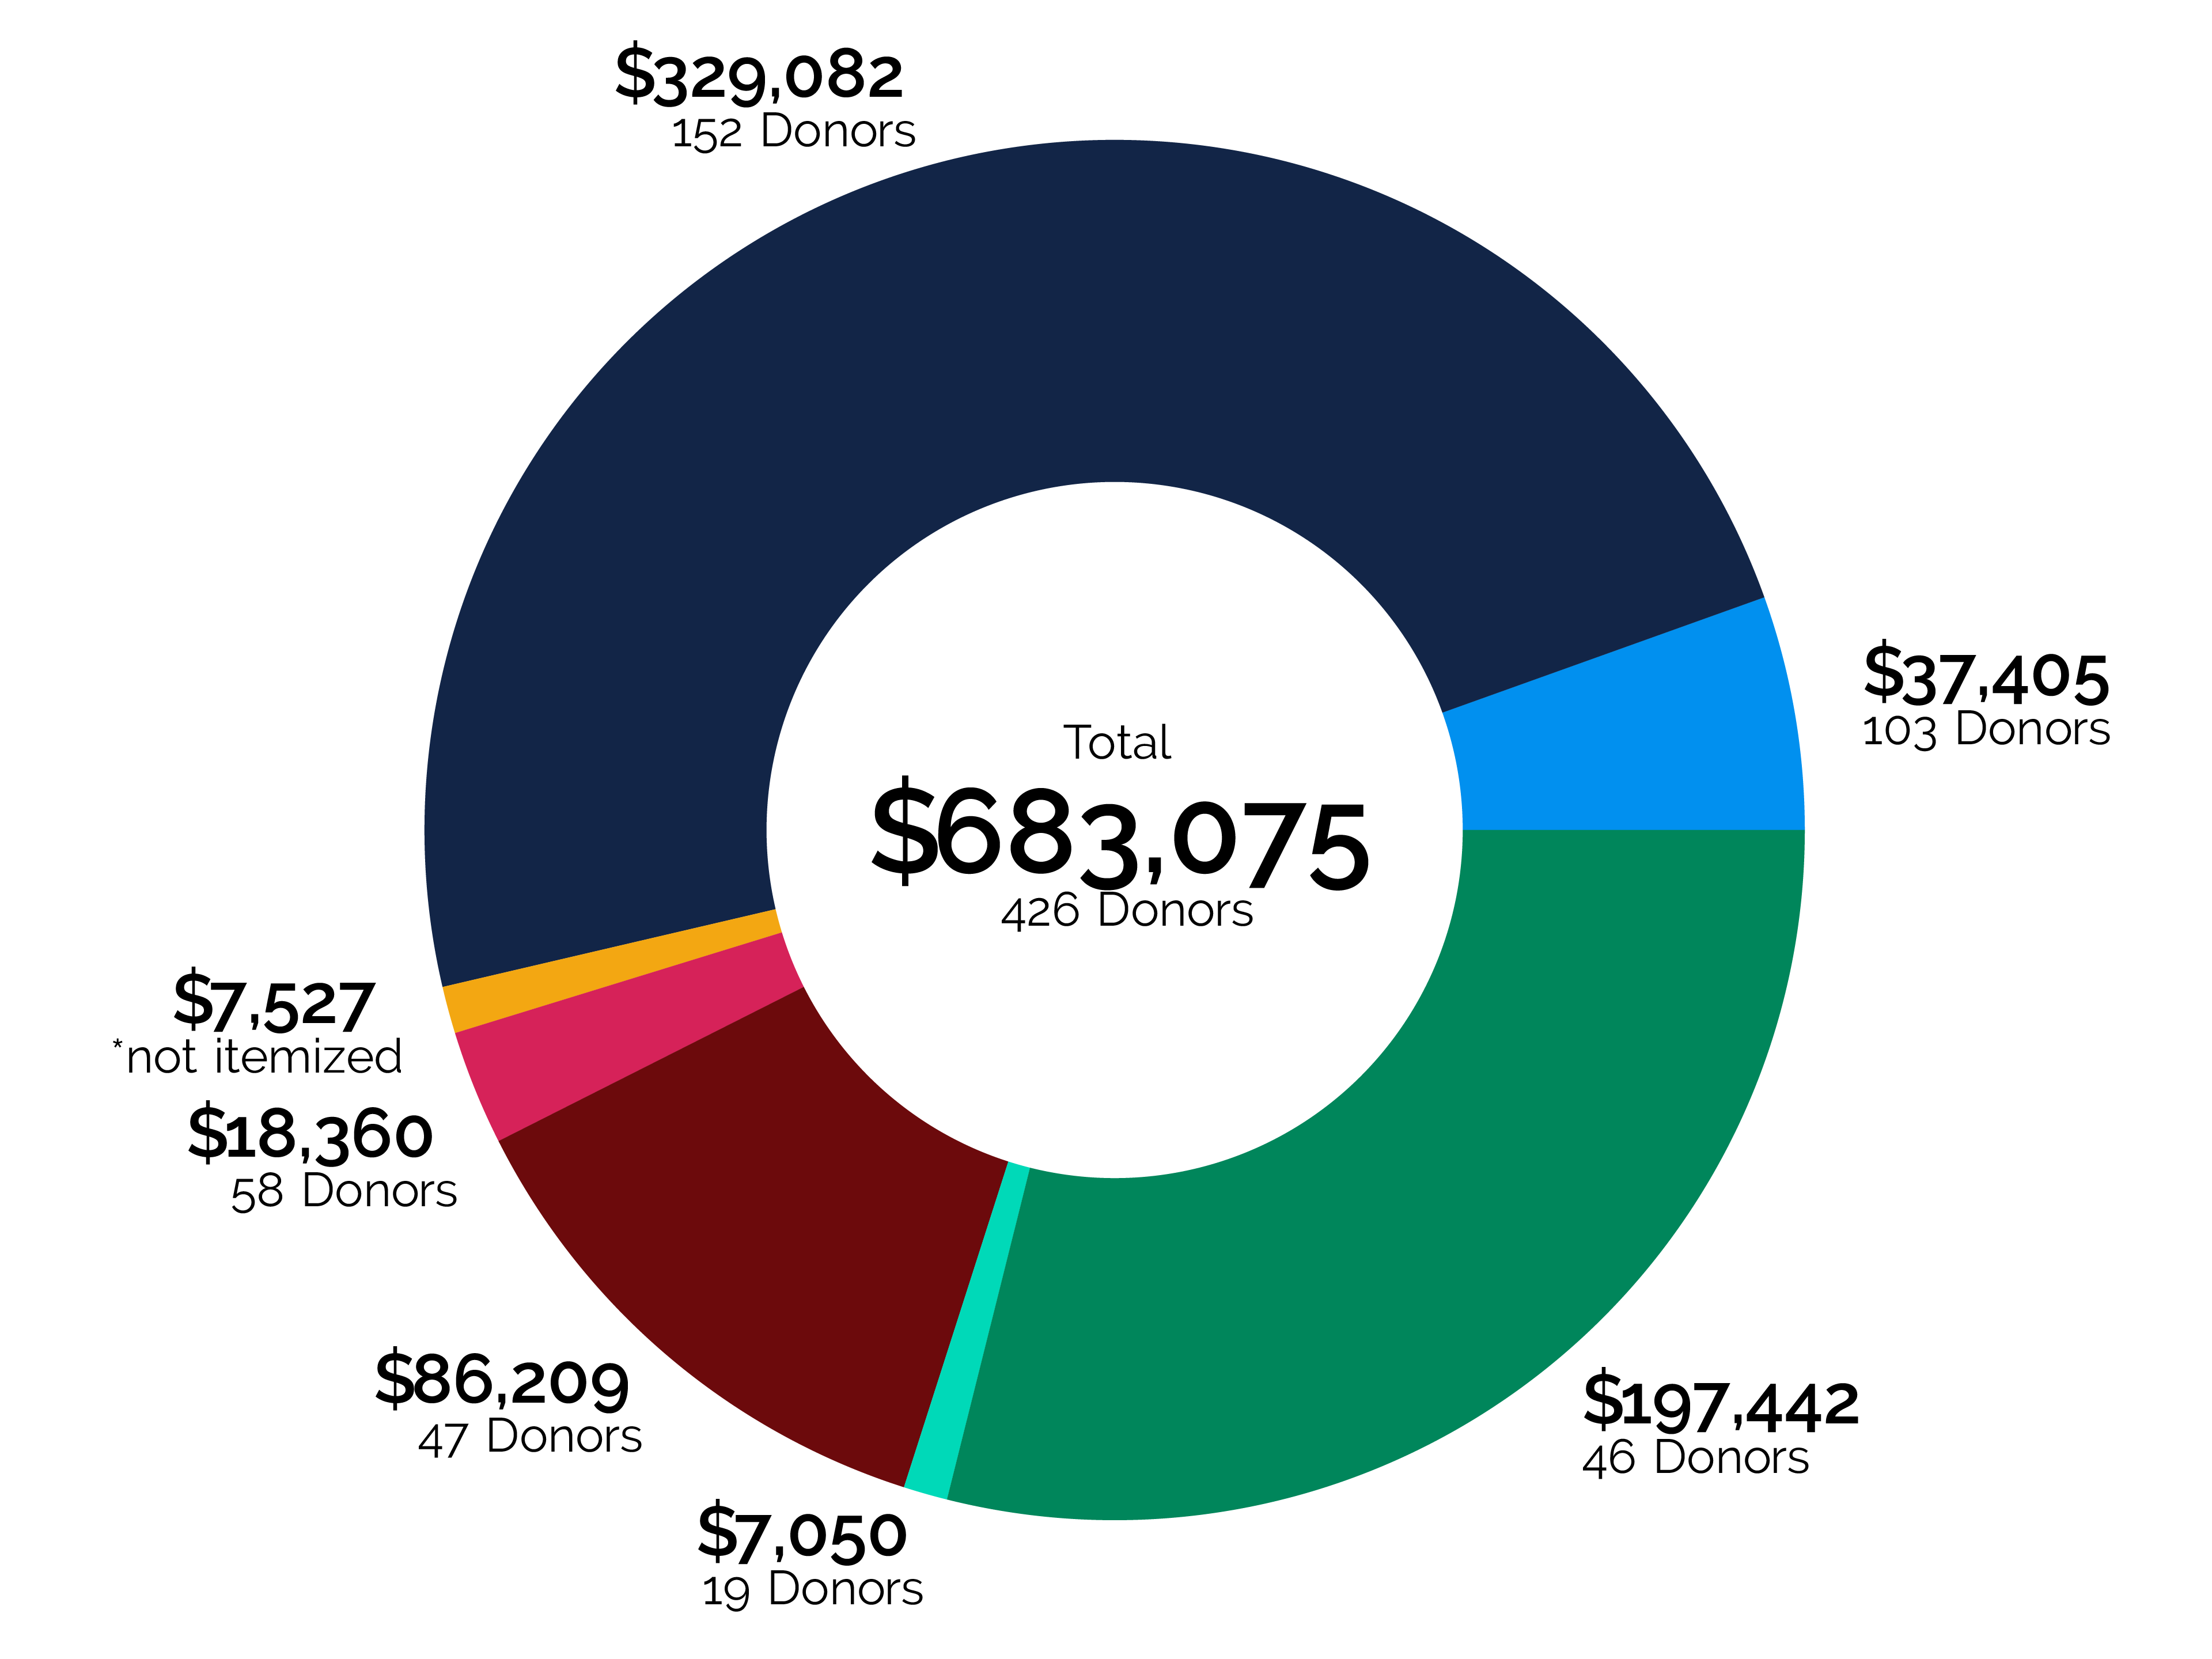 $329,082
152 Donors
$37,405
103 Donors
Total
$683,075
426 Donors
$7,527
*not itemized
$18,360
58 Donors
$86,209
47 Donors
$197,442
46 Donors
$7,050
19 Donors